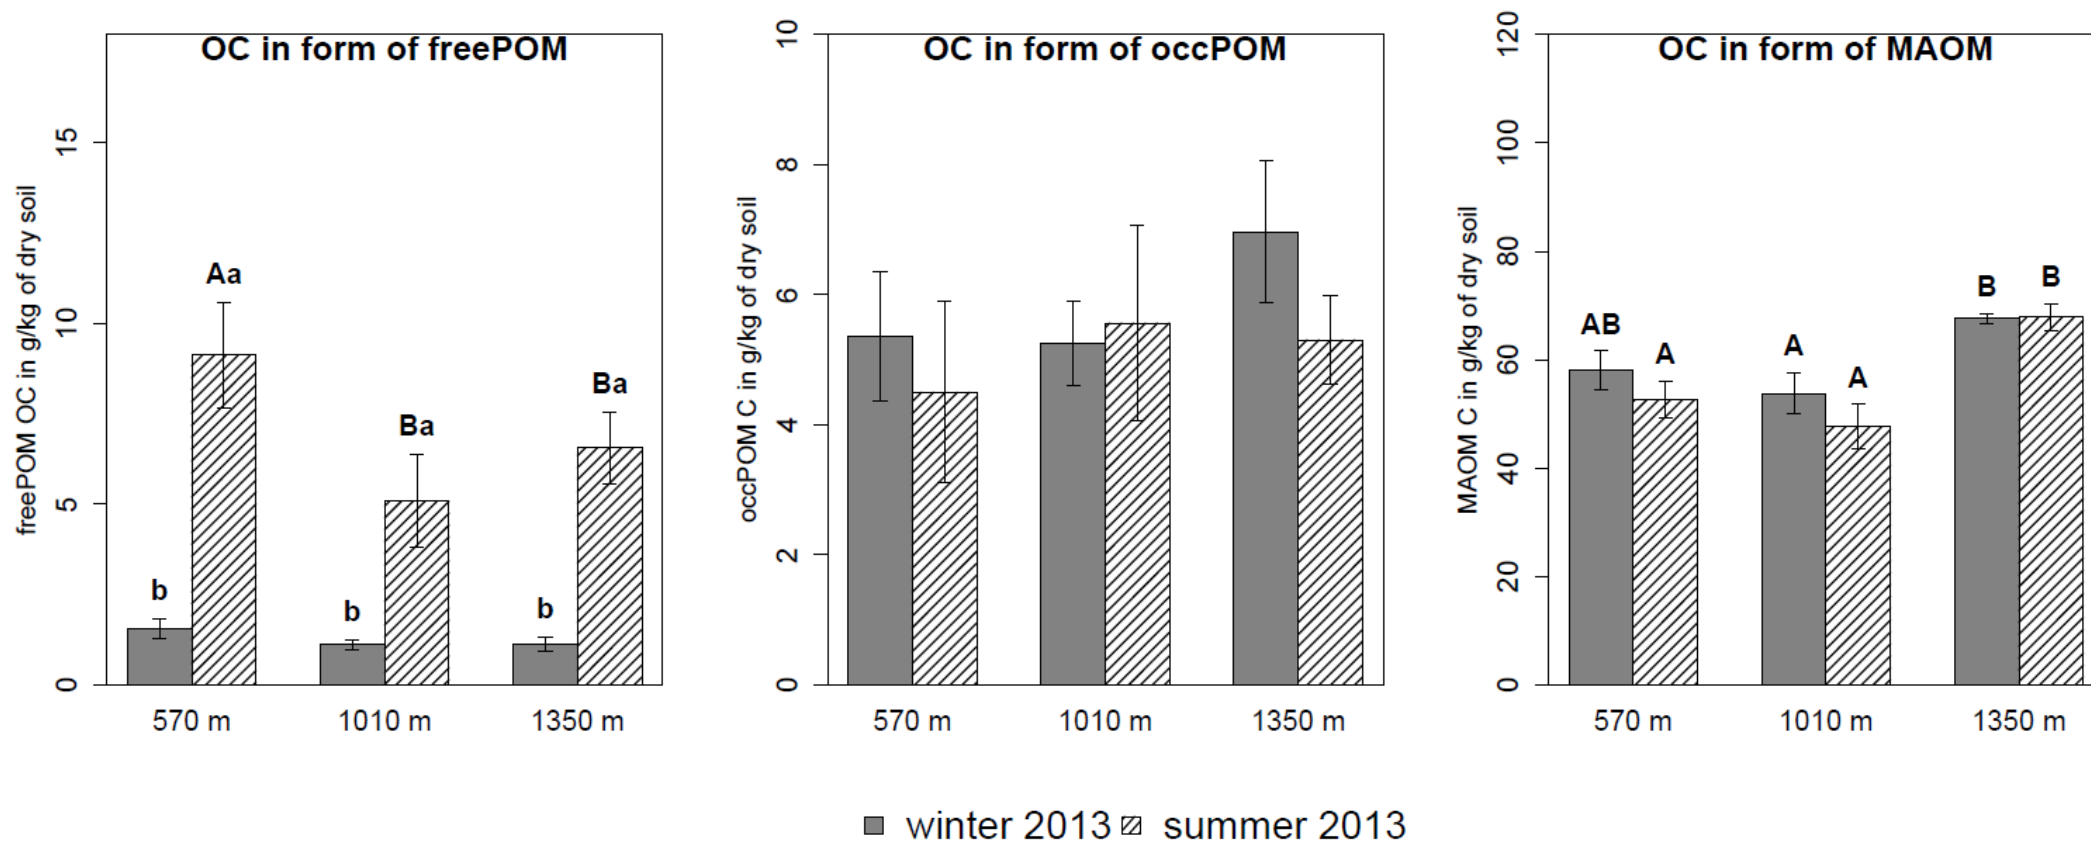 OC in form of freePOM
freePOM OC in g/kg of dry soil
15
10
5
0
Aa
Ba
Ba
b
b
b
570 m
1010 m
1350 m
OC in form of occPOM
occPOM C in g/kg of dry soil
10
8
6
4
2
0
570 m
1010 m
1350 m
OC in form of MAOM
MAOM C in g/kg of dry soil
120
100
80
60
40
20
0
AB
A
A
A
B
B
570 m
1010 m
1350 m
winter 2013 summer 2013